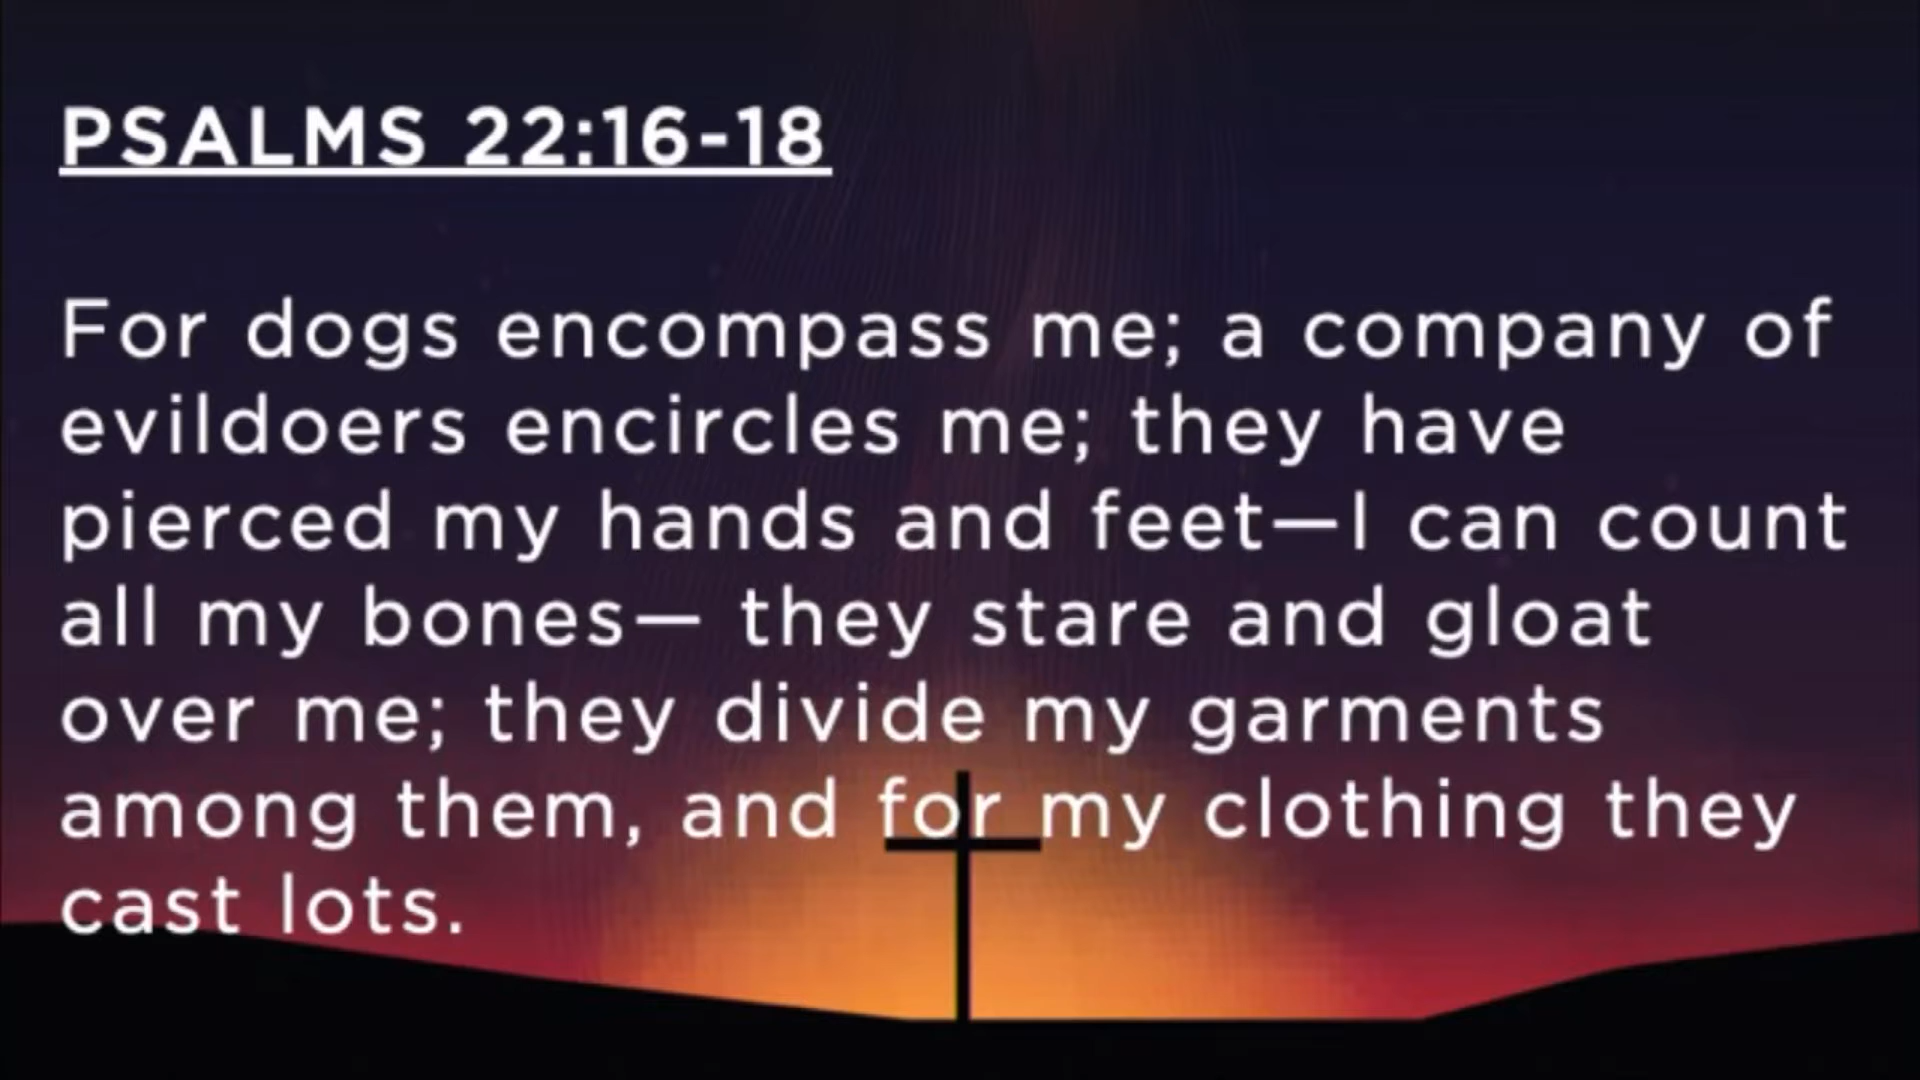 PSALMS 22:16-18
For dogs encompass me; a company of
evildoers encircles me; they have
pierced my hands and feet—I can count
all my bones— they stare and gloat
over me; they divide my garments
among them, and for my clothing they
cast lots.